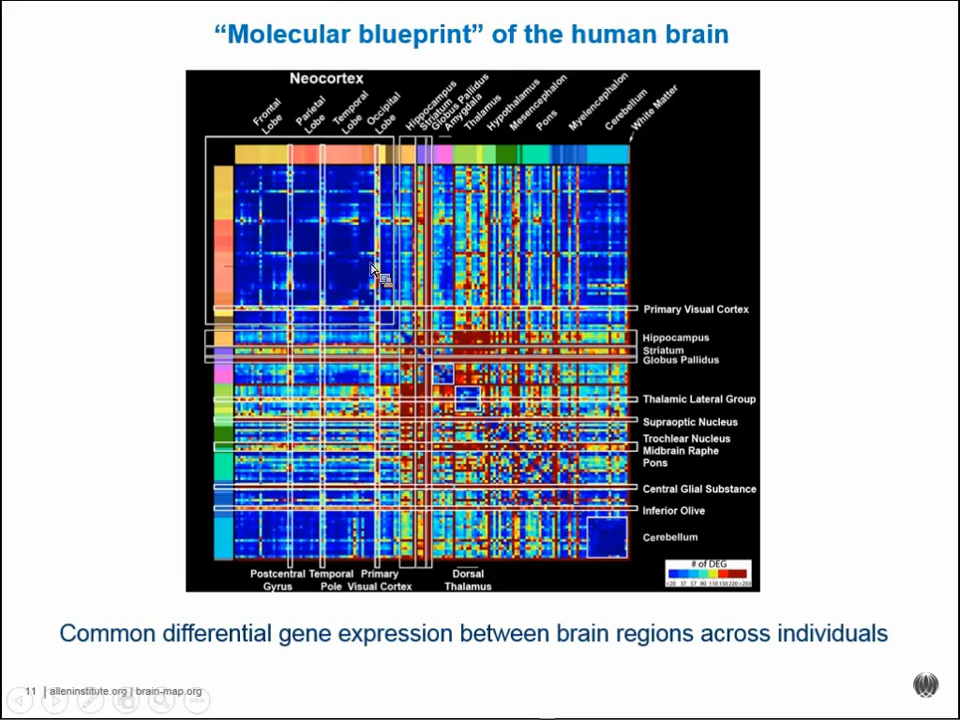 “Molecular blueprint” of the human brain
Neocortex
Frontal
Lobe
Parietal
Lobe
Temporal
Lobe
Occipital
Lobe
Hippocampus
Striatum
Globus Pallidus
Amygdala
Thalamus
Hypothalamus
Mesencephalon
Pons
Myelencephalon
Cerebellum
White Matter
Primary Visual Cortex
Hippocampus
Striatum
Globus Pallidus
Thalamic Lateral Group
Supraoptic Nucleus
Trochlear Nucleus
Midbrain Raphe
Pons
Central Glial Substance
Inferior Olive
Cerebellum
# of DEG
Postcentral
Gyrus
Temporal
Pole
Primary
Visual Cortex
Dorsal
Thalamus
Common differential gene expression between brain regions across individuals
11 | alleninstitute.org | brain-map.org